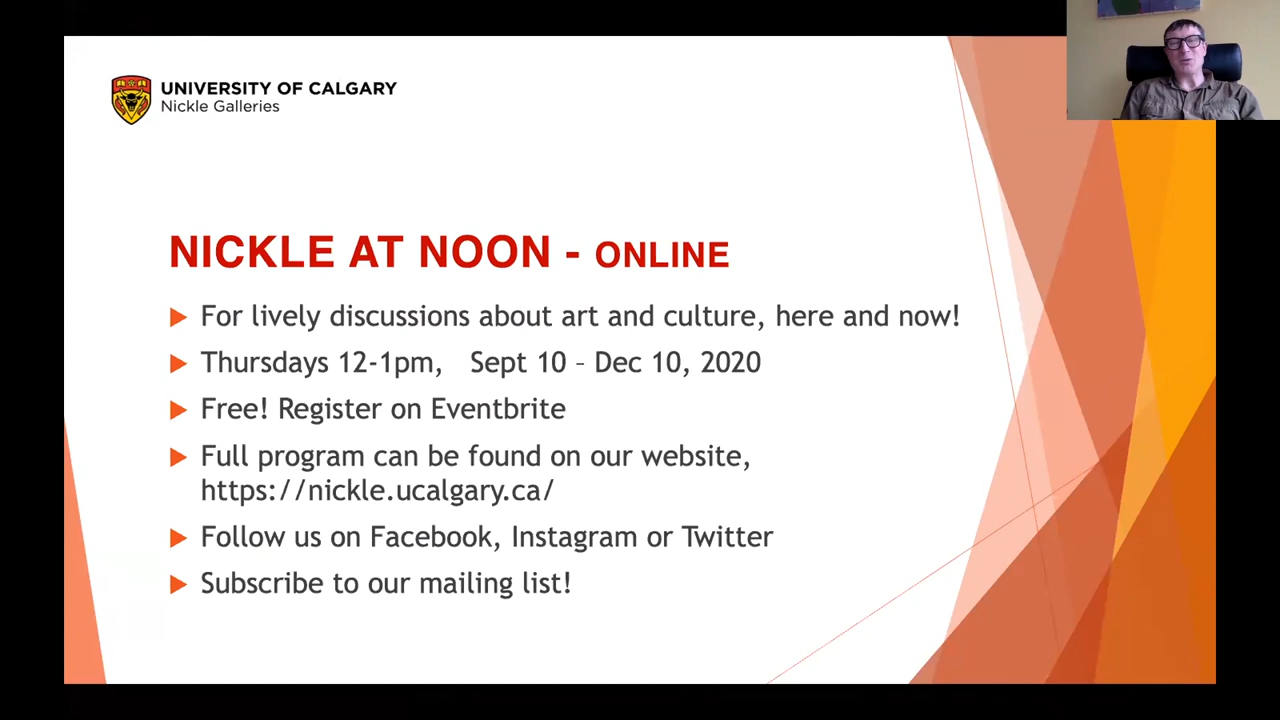 UNIVERSITY OF CALGARY
Nickle Galleries
NICKLE AT NOON - ONLINE
For lively discussions about art and culture, here and now!
Thursdays 12-1pm, Sept 10 – Dec 10, 2020
Free! Register on Eventbrite
Full program can be found on our website,
https://nickle.ucalgary.ca/
Follow us on Facebook, Instagram or Twitter
Subscribe to our mailing list!